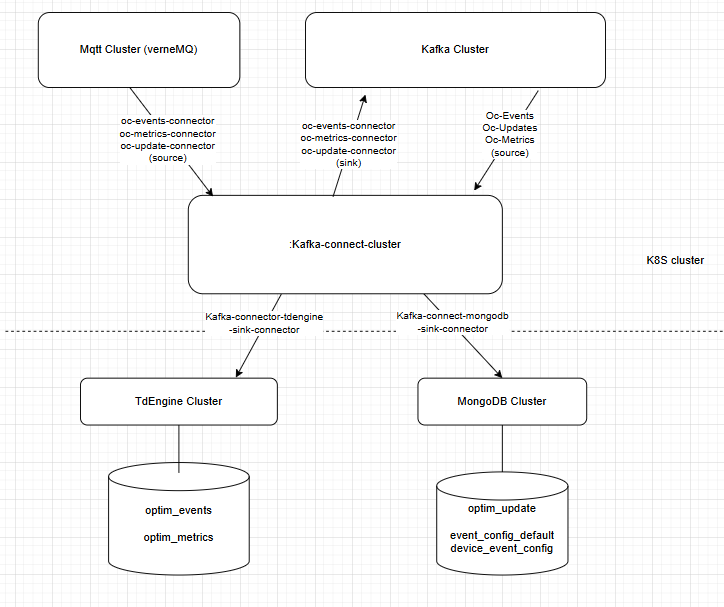 Mqtt Cluster (verneMQ)
Kafka Cluster
oc-events-connector
oc-metrics-connector
oc-update-connector
(source)
oc-events-connector
oc-metrics-connector
oc-update-connector
(sink)
Oc-Events
Oc-Updates
Oc-Metrics
(source)
:Kafka-connect-cluster
K8S cluster
Kafka-connector-tdengine
-sink-connector
Kafka-connect-mongodb
-sink-connector
TdEngine Cluster
MongoDB Cluster
optim_events
optim_metrics
optim_update
event_config_default
device_event_config